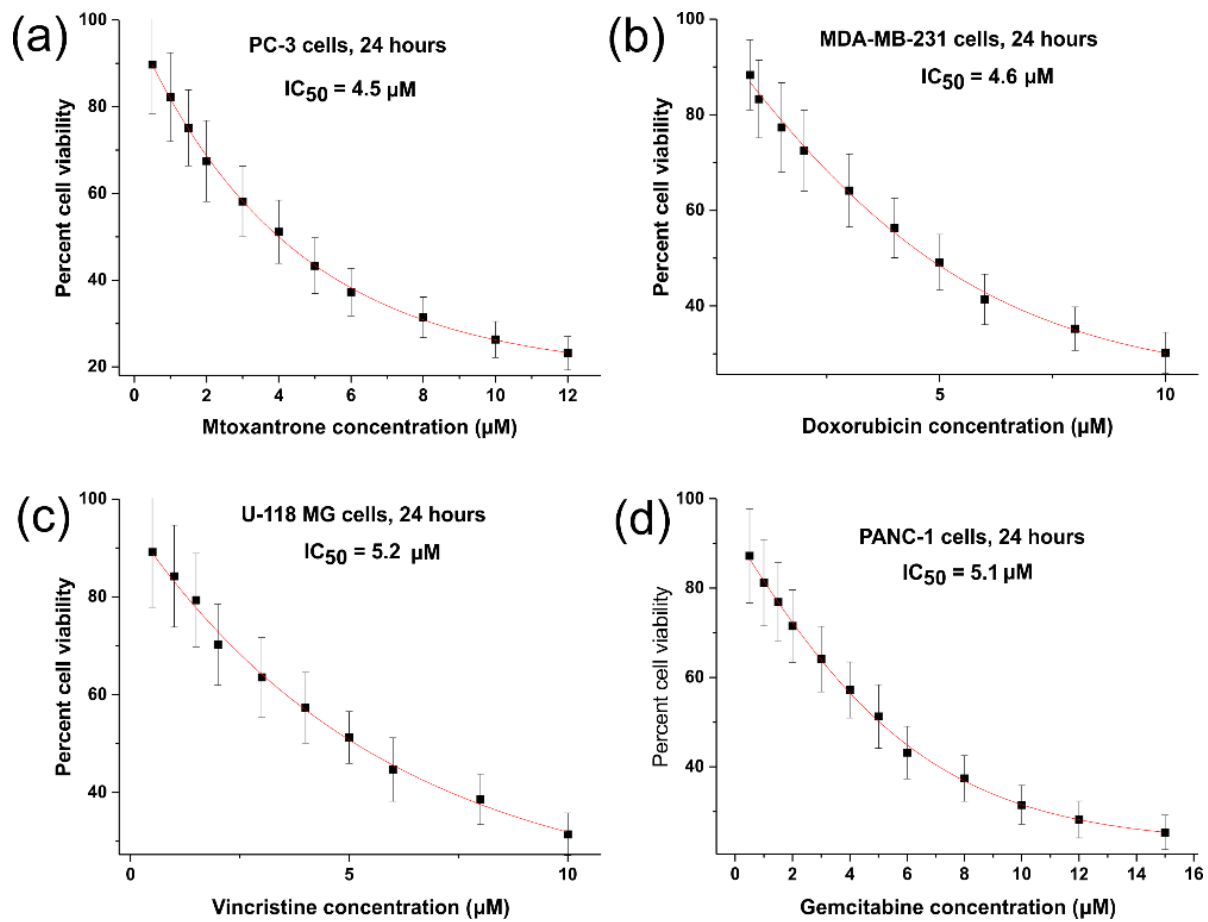 (a)
PC-3 cells, 24 hours
IC50 = 4.5 µM
Percent cell viability
100
80
60
40
20
0 2 4 6 8 10 12
Mtoxantrone concentration (µM)
(b)
MDA-MB-231 cells, 24 hours
IC50 = 4.6 µM
Percent cell viability
100
80
60
40
5 10
Doxorubicin concentration (µM)
(c)
U-118 MG cells, 24 hours
IC50 = 5.2 µM
Percent cell viability
100
80
60
40
0 5 10
Vincristine concentration (µM)
(d)
PANC-1 cells, 24 hours
IC50 = 5.1 µM
Percent cell viability
100
80
60
40
0 2 4 6 8 10 12 14 16
Gemcitabine concentration (µM)